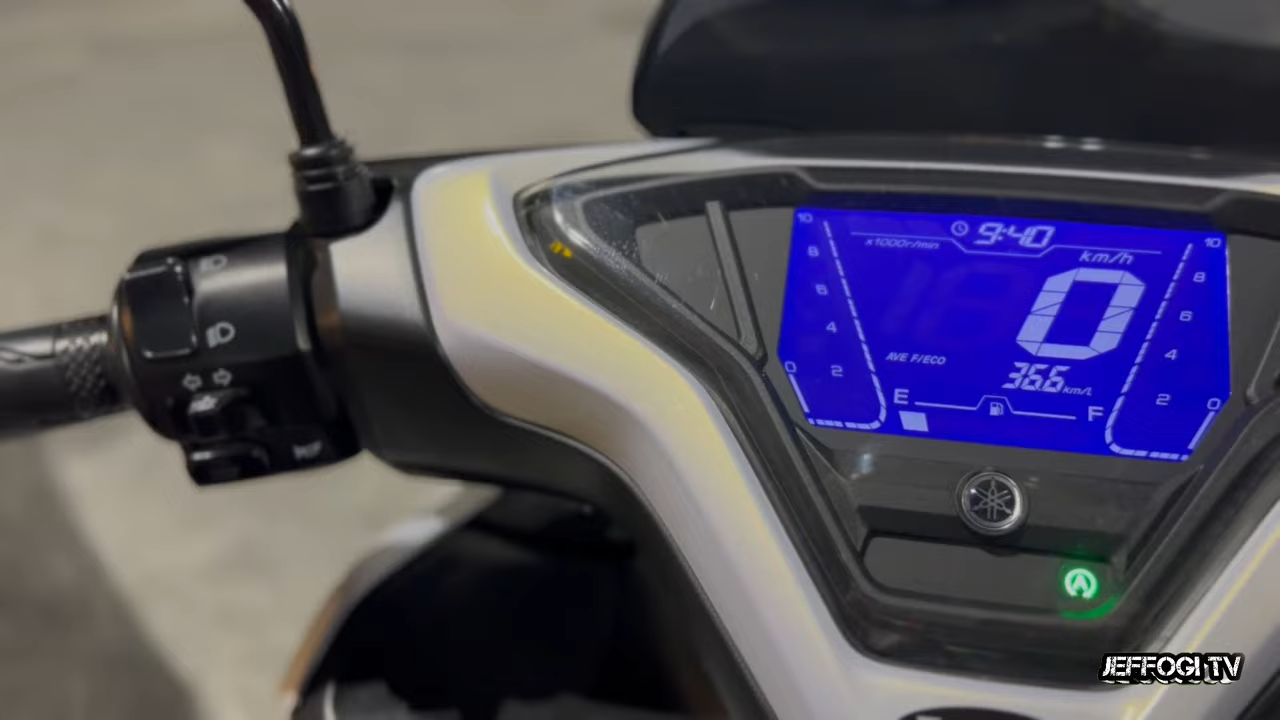 9:40
x1000r/min
km/h
10 8 6 4 2 0
0
10 8 6 4 2 0
AVE F/ECO
36.6 km/L
E F
A
JEFFOGI TV